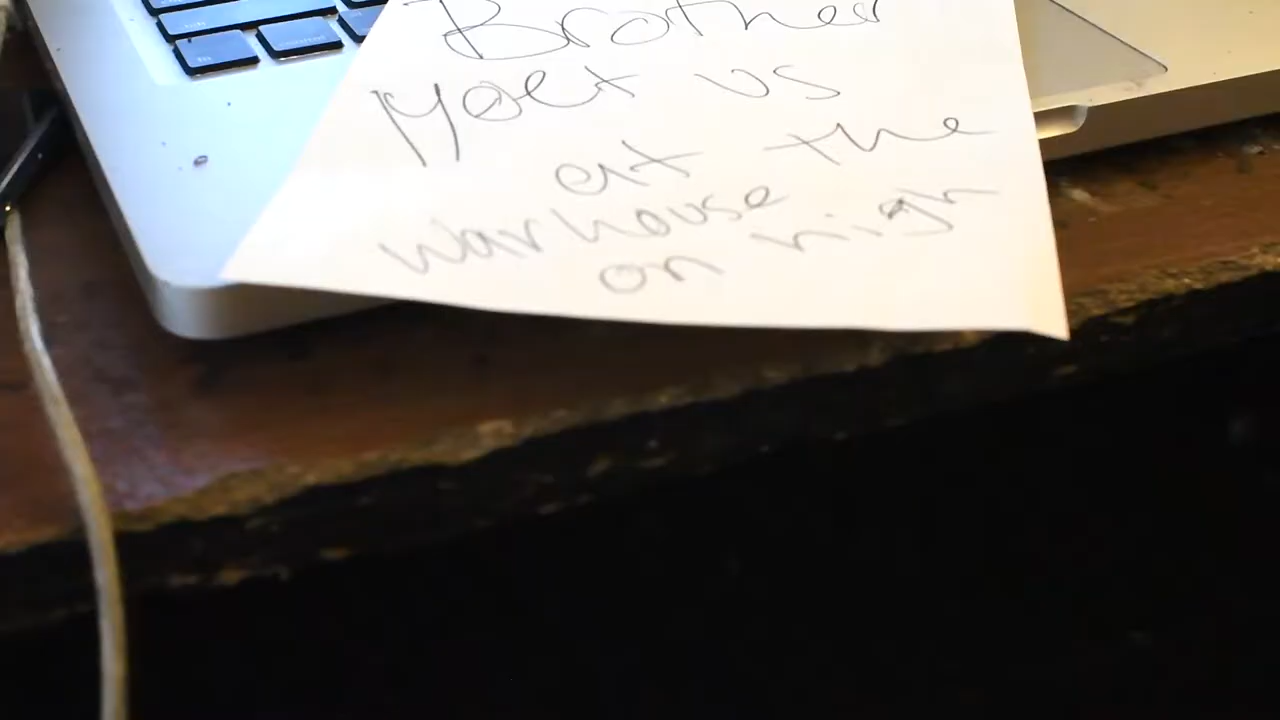 Brother
Meet us
at the
warhouse
on high